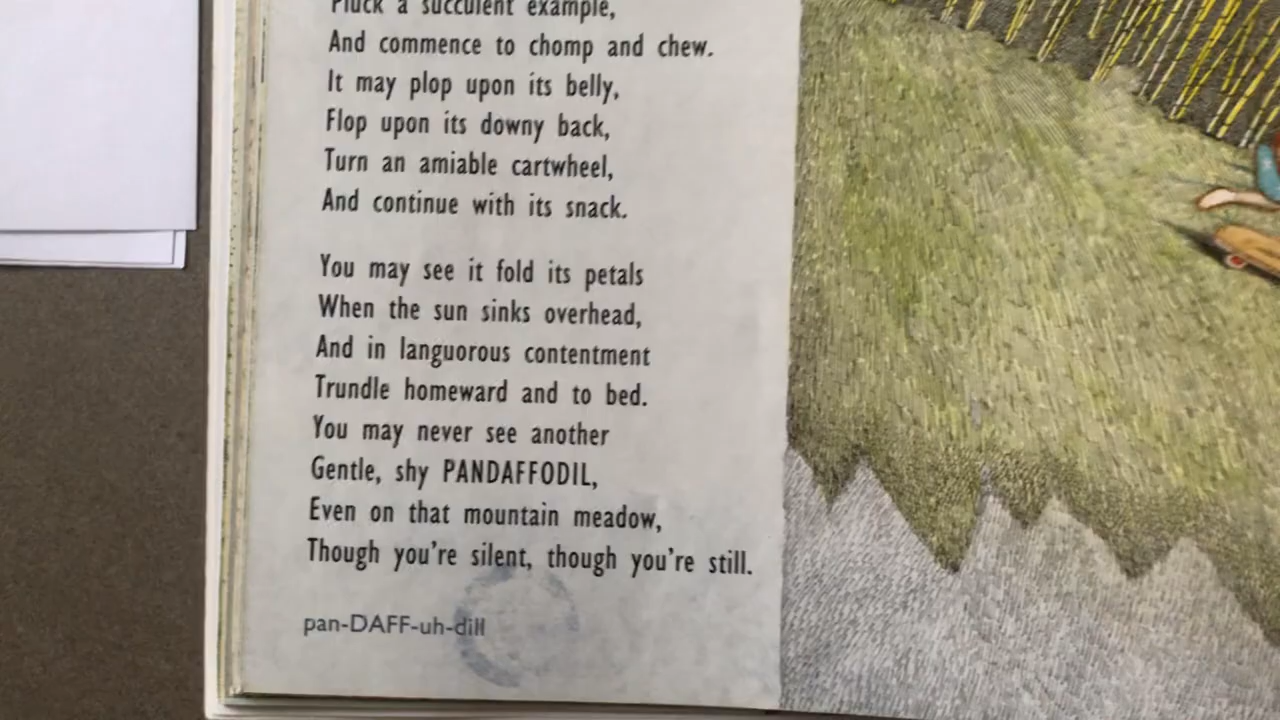 Pluck a succulent example,
And commence to chomp and chew.
It may plop upon its belly,
Flop upon its downy back,
Turn an amiable cartwheel,
And continue with its snack.
You may see it fold its petals
When the sun sinks overhead,
And in languorous contentment
Trundle homeward and to bed.
You may never see another
Gentle, shy PANDAFFODIL,
Even on that mountain meadow,
Though you're silent, though you're still.
pan-DAFF-uh-dill